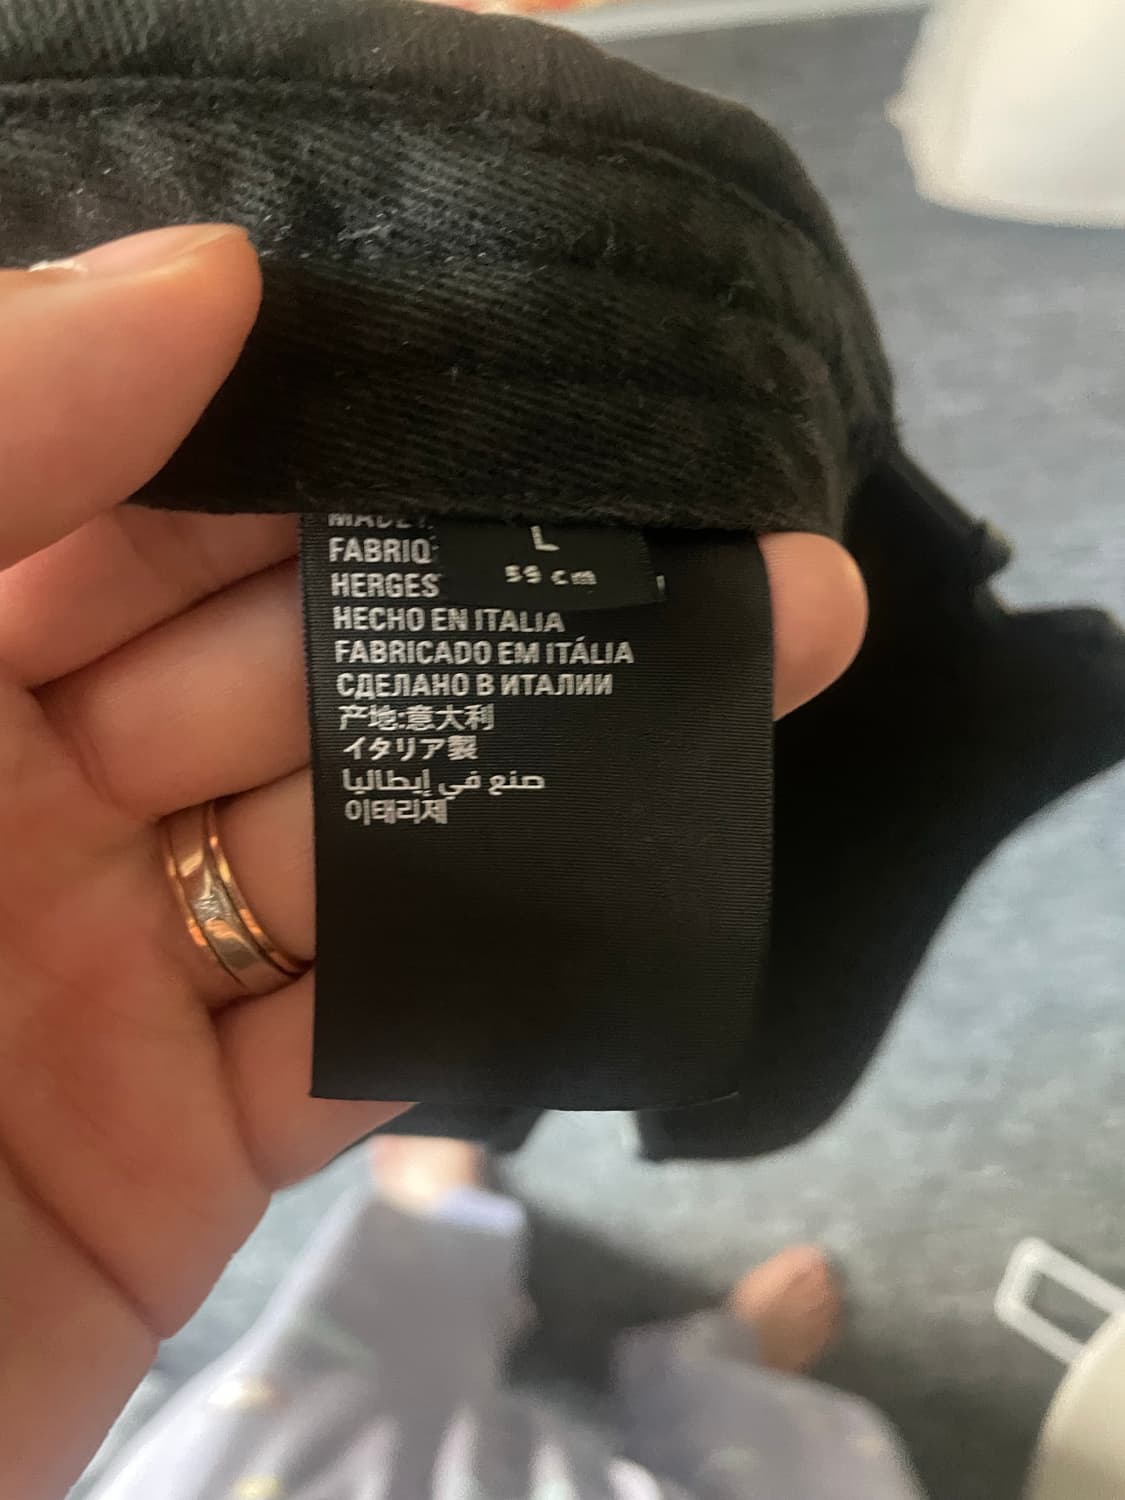 L
59 cm
FABRIQ
HERGES
HECHO EN ITALIA
FABRICADO EM ITÁLIA
СДЕЛАНО В ИТАЛИИ
产地:意大利
イタリア製
صنع في إيطاليا
이태리제